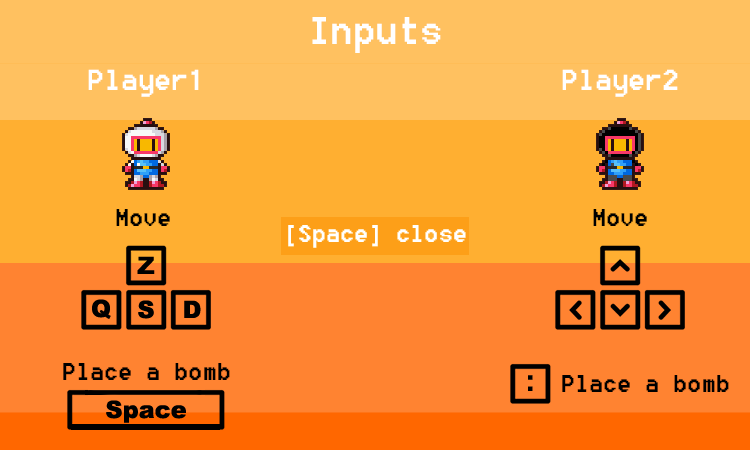 Inputs
Player1
Player2
Move
Move
[Space] close
Z
Q S D
Place a bomb
Space
: Place a bomb